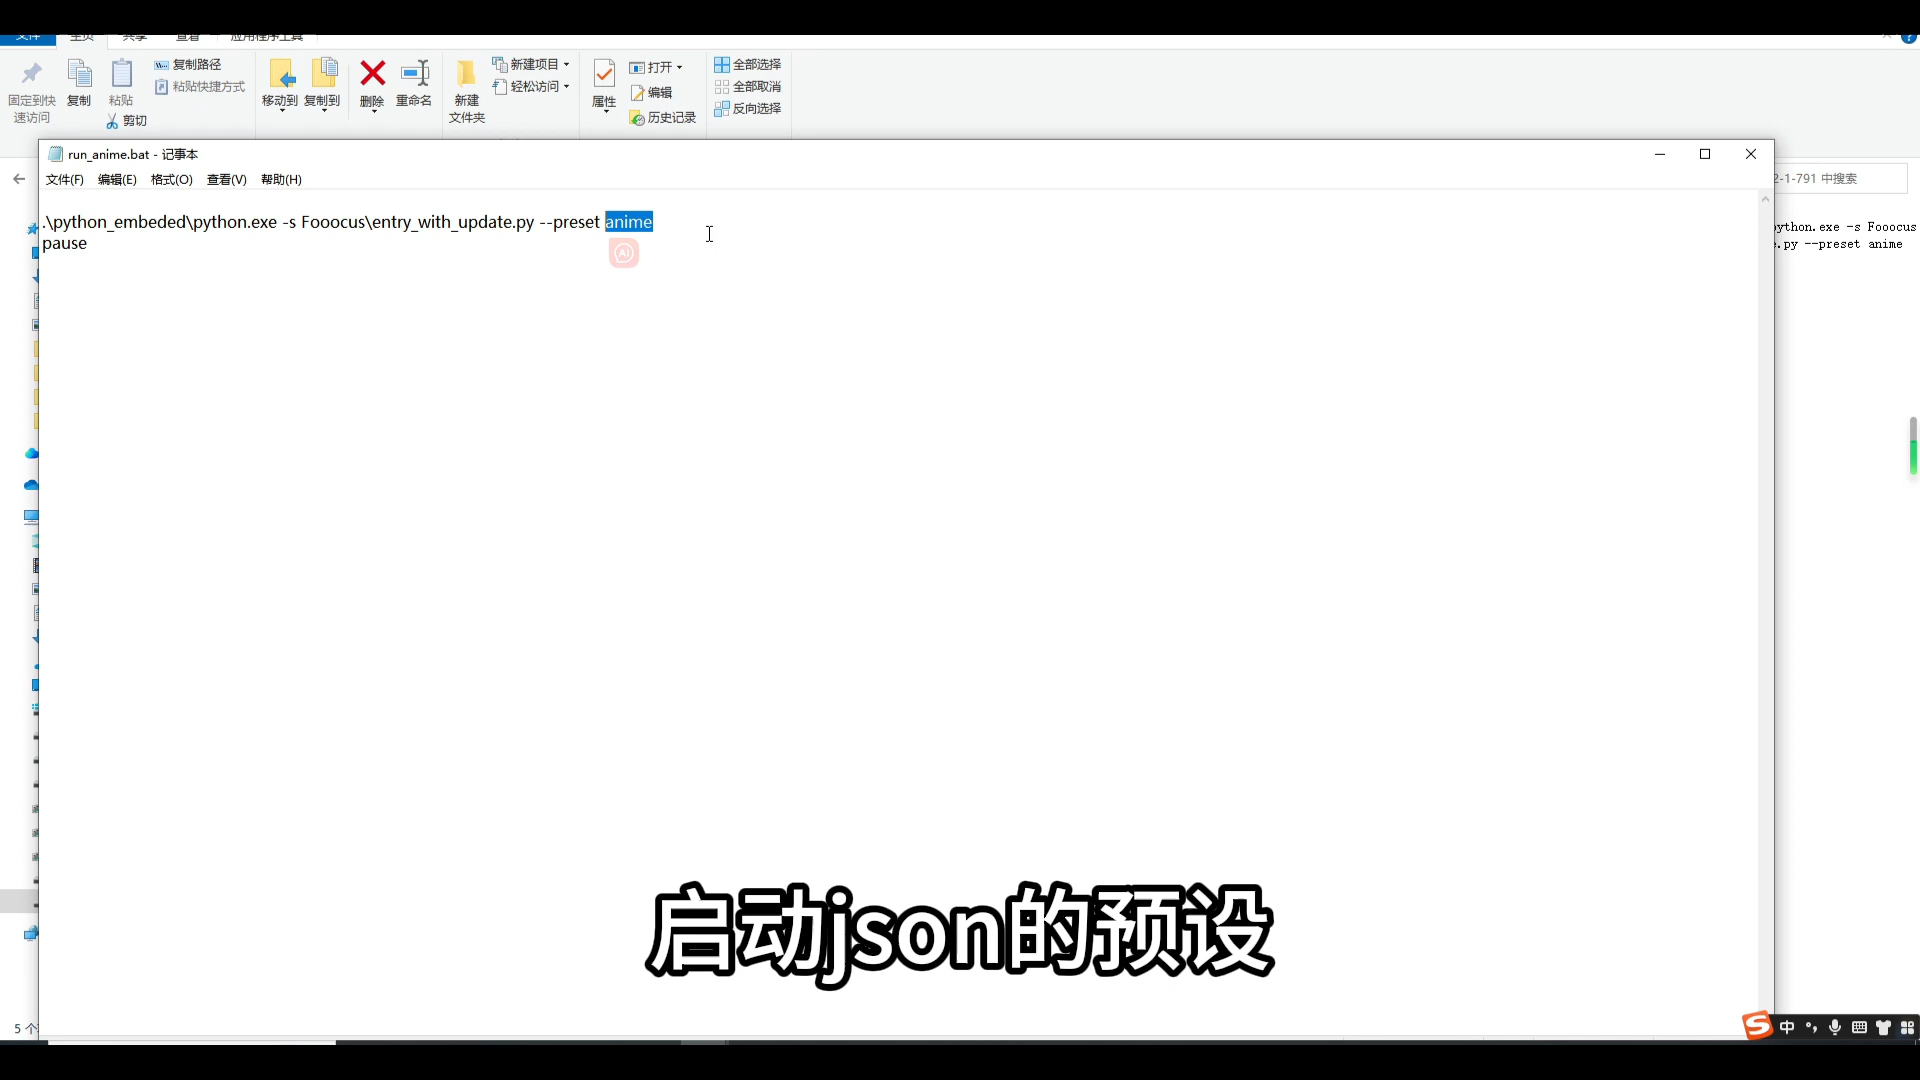 文件 主页 共享 查看 应用程序工具
固定到快
速访问
复制
粘贴
复制路径
粘贴快捷方式
剪切
移动到
复制到
删除
重命名
新建
文件夹
新建项目
轻松访问
属性
打开
编辑
历史记录
全部选择
全部取消
反向选择
run_anime.bat - 记事本
文件(F) 编辑(E) 格式(O) 查看(V) 帮助(H)
2-1-791 中搜索
.\python_embeded\python.exe -s Fooocus\entry_with_update.py --preset anime
pause
AI
ython.exe -s Fooocus
.py --preset anime
启动json的预设
5 个
S 中